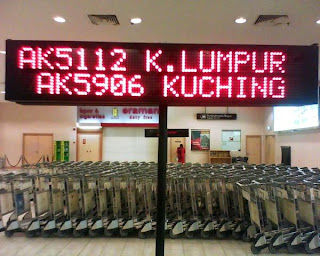 AK5112 K.LUMPUR
AK5906 KUCHING
eraman
duty free